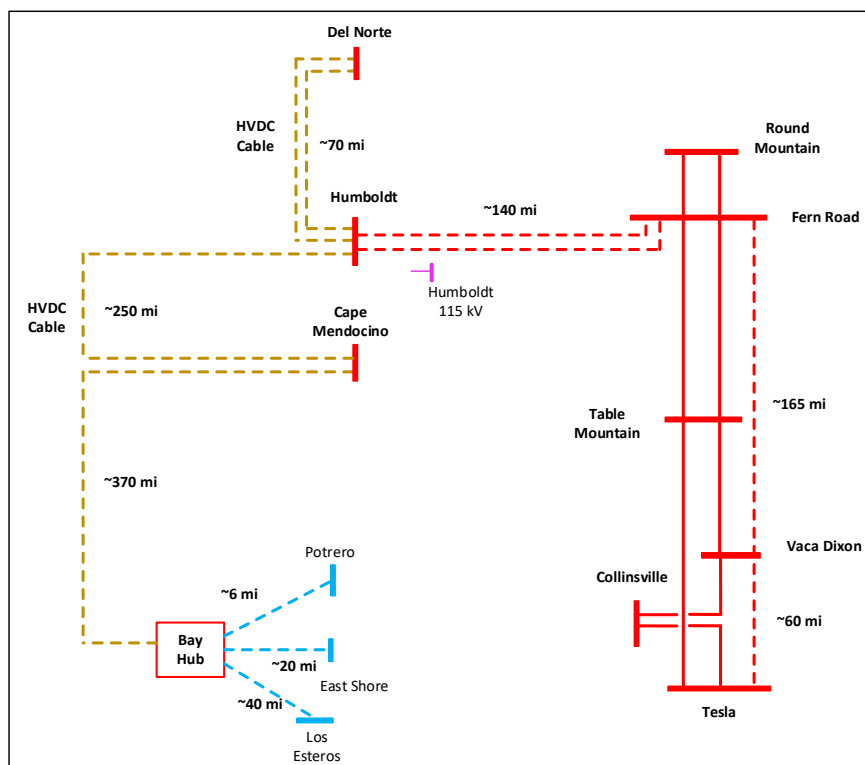 Del Norte
HVDC
Cable
~70 mi
Round
Mountain
Humboldt
~140 mi
Fern Road
Humboldt
115 kV
HVDC
Cable
~250 mi
Cape
Mendocino
Table
Mountain
~165 mi
~370 mi
Vaca Dixon
Potrero
Collinsville
~6 mi
~60 mi
Bay
Hub
~20 mi
East Shore
~40 mi
Tesla
Los
Esteros